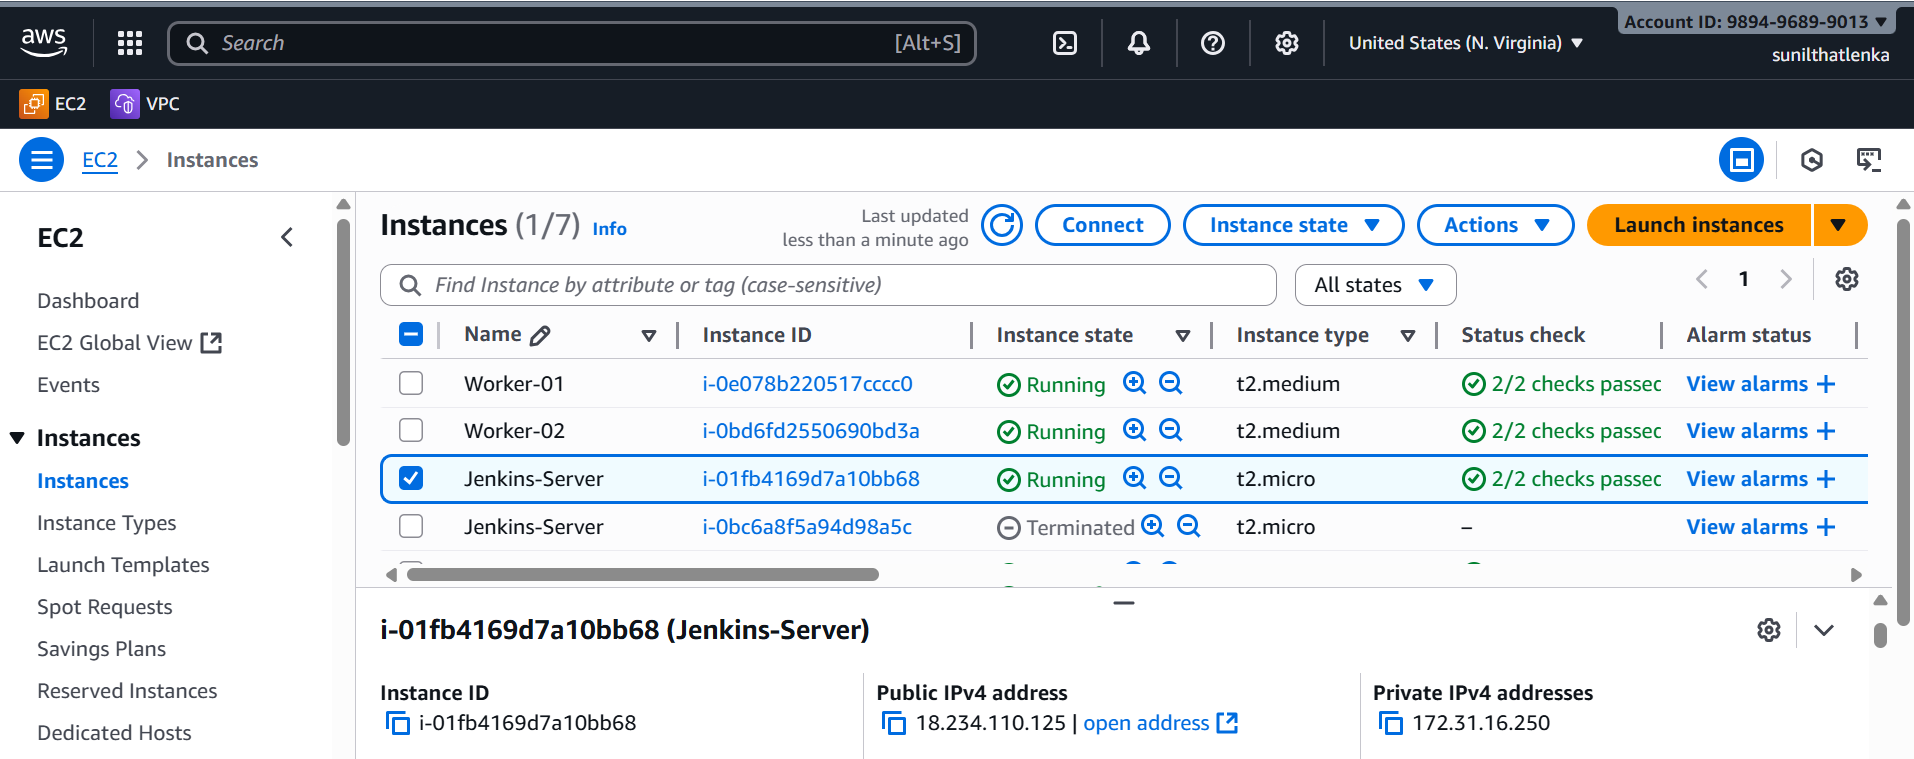 aws
Search
[Alt+S]
United States (N. Virginia)
Account ID: 9894-9689-9013
sunilthatlenka
EC2
VPC
EC2
Instances
EC2
Dashboard
EC2 Global View
Events
Instances
Instances
Instance Types
Launch Templates
Spot Requests
Savings Plans
Reserved Instances
Dedicated Hosts
Instances (1/7) Info
Last updated
less than a minute ago
Connect
Instance state
Actions
Launch instances
Find Instance by attribute or tag (case-sensitive)
All states
1
Name Instance ID Instance state Instance type Status check Alarm status
Worker-01 i-0e078b220517cccc0 Running t2.medium 2/2 checks passec View alarms +
Worker-02 i-0bd6fd2550690bd3a Running t2.medium 2/2 checks passec View alarms +
Jenkins-Server i-01fb4169d7a10bb68 Running t2.micro 2/2 checks passec View alarms +
Jenkins-Server i-0bc6a8f5a94d98a5c Terminated t2.micro – View alarms +
i-01fb4169d7a10bb68 (Jenkins-Server)
Instance ID
i-01fb4169d7a10bb68
Public IPv4 address
18.234.110.125 | open address
Private IPv4 addresses
172.31.16.250